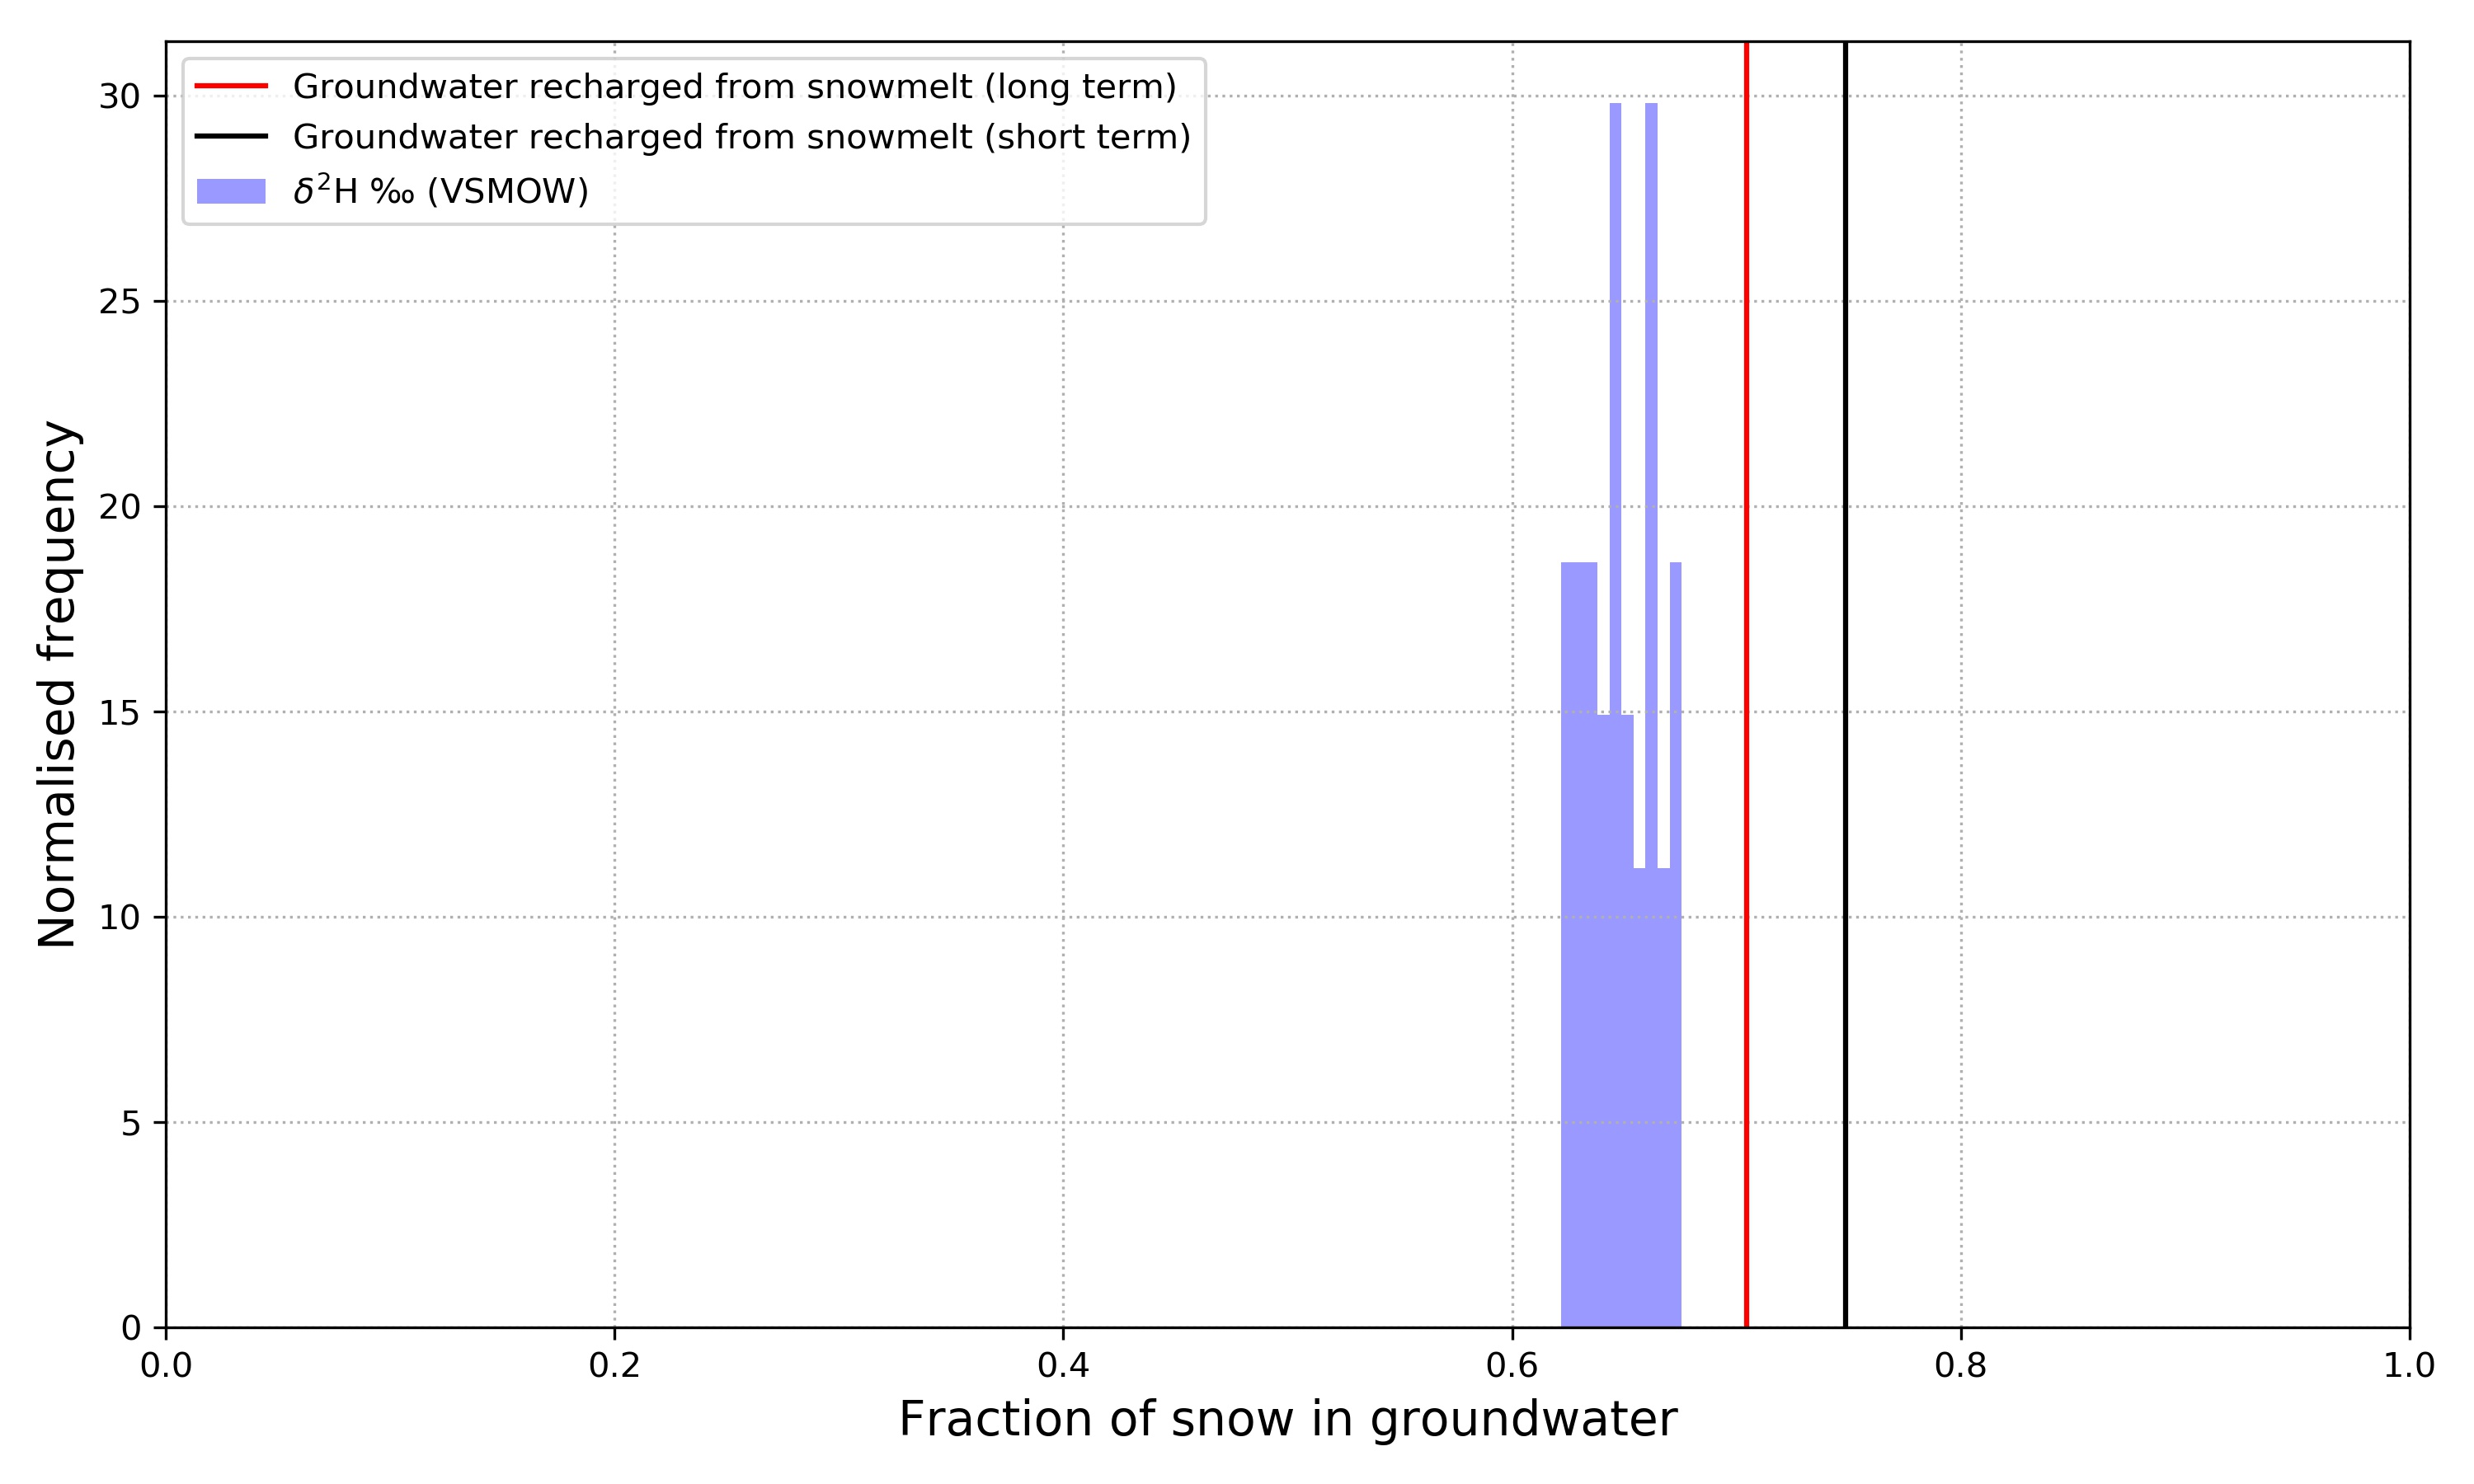 Groundwater recharged from snowmelt (long term)
Groundwater recharged from snowmelt (short term)
δ²H ‰ (VSMOW)
Normalised frequency
30
25
20
15
10
5
0
0.0 0.2 0.4 0.6 0.8 1.0
Fraction of snow in groundwater